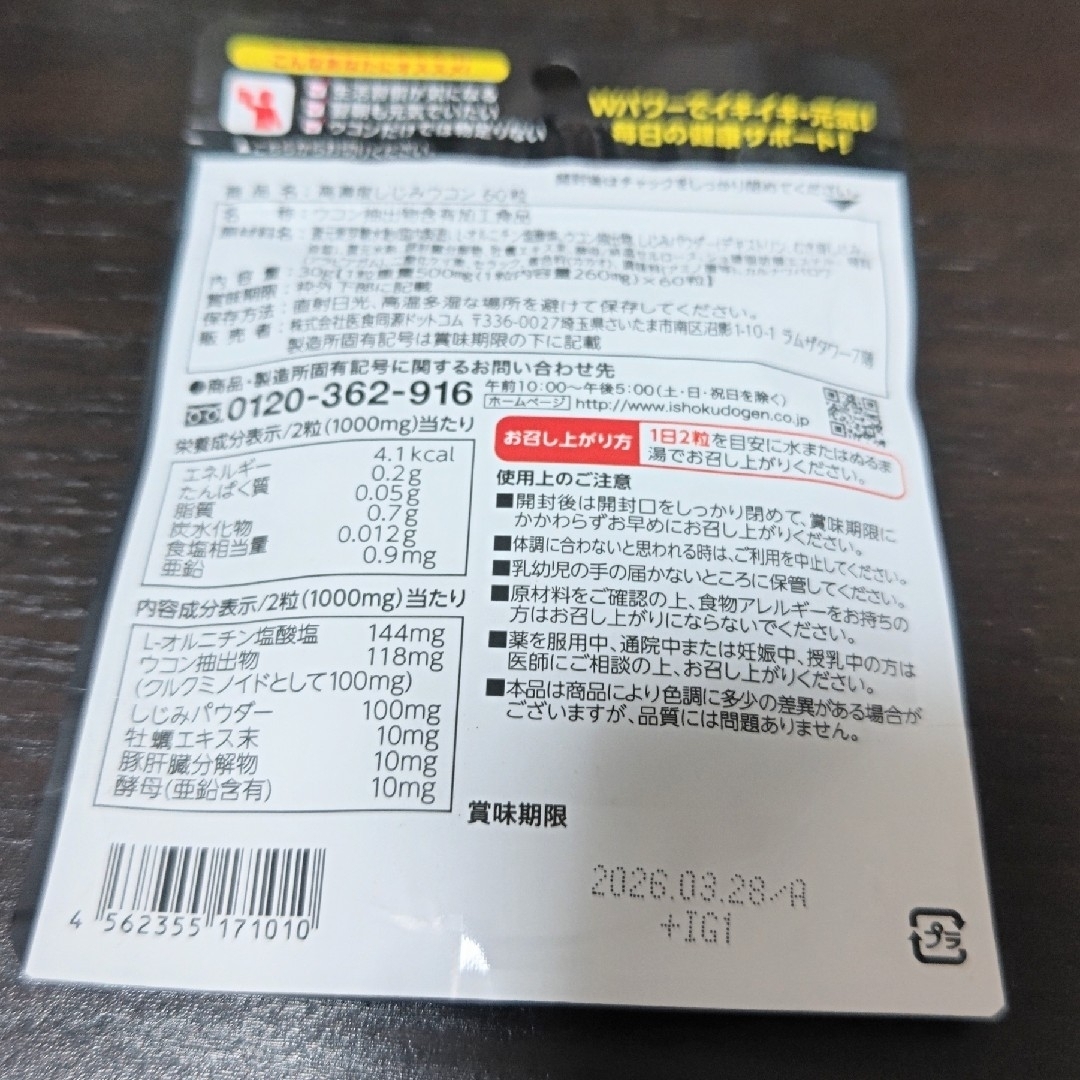 こんなあなたにオススメ!
生活習慣が気になる
ウコンだけでは物足りない
Wパワーでイキイキ・元気!
毎日の健康サポート!
開封後はチャックをしっかり閉めてください。
商品名:高濃度しじみウコン 60粒
名称:ウコン抽出物含有加工食品
原材料名:
内容量:30g【1粒重量500mg(1粒内容量260mg)×60粒】
賞味期限:枠外下部に記載
保存方法:直射日光、高温多湿な場所を避けて保存してください。
販売者:株式会社医食同源ドットコム 〒336-0027埼玉県さいたま市南区沼影1-10-1 ラムザタワー7階
製造所固有記号は賞味期限の下に記載
●商品・製造所固有記号に関するお問い合わせ先
0120-362-916
午前10:00~午後5:00(土・日・祝日を除く)
ホームページ http://www.ishokudogen.co.jp
栄養成分表示/2粒(1000mg)当たり
エネルギー 4.1kcal
たんぱく質 0.2g
脂質 0.05g
炭水化物 0.7g
食塩相当量 0.012g
亜鉛 0.9mg
内容成分表示/2粒(1000mg)当たり
L-オルニチン塩酸塩 144mg
ウコン抽出物 118mg
(クルクミノイドとして100mg)
しじみパウダー 100mg
牡蠣エキス末 10mg
豚肝臓分解物 10mg
酵母(亜鉛含有) 10mg
お召し上がり方 1日2粒を目安に水またはぬるま
湯でお召し上がりください。
使用上のご注意
■開封後は開封口をしっかり閉めて、賞味期限に
かかわらずお早めにお召し上がりください。
■体調に合わないと思われる時は、ご利用を中止してください。
■乳幼児の手の届かないところに保管してください。
■原材料をご確認の上、食物アレルギーをお持ちの
方はお召し上がりにならないでください。
■薬を服用中、通院中または妊娠中、授乳中の方は
医師にご相談の上、お召し上がりください。
■本品は商品により色調に多少の差異がある場合が
ございますが、品質には問題ありません。
賞味期限
2026.03.28/A
+IG1
4 562355 171010
プラ